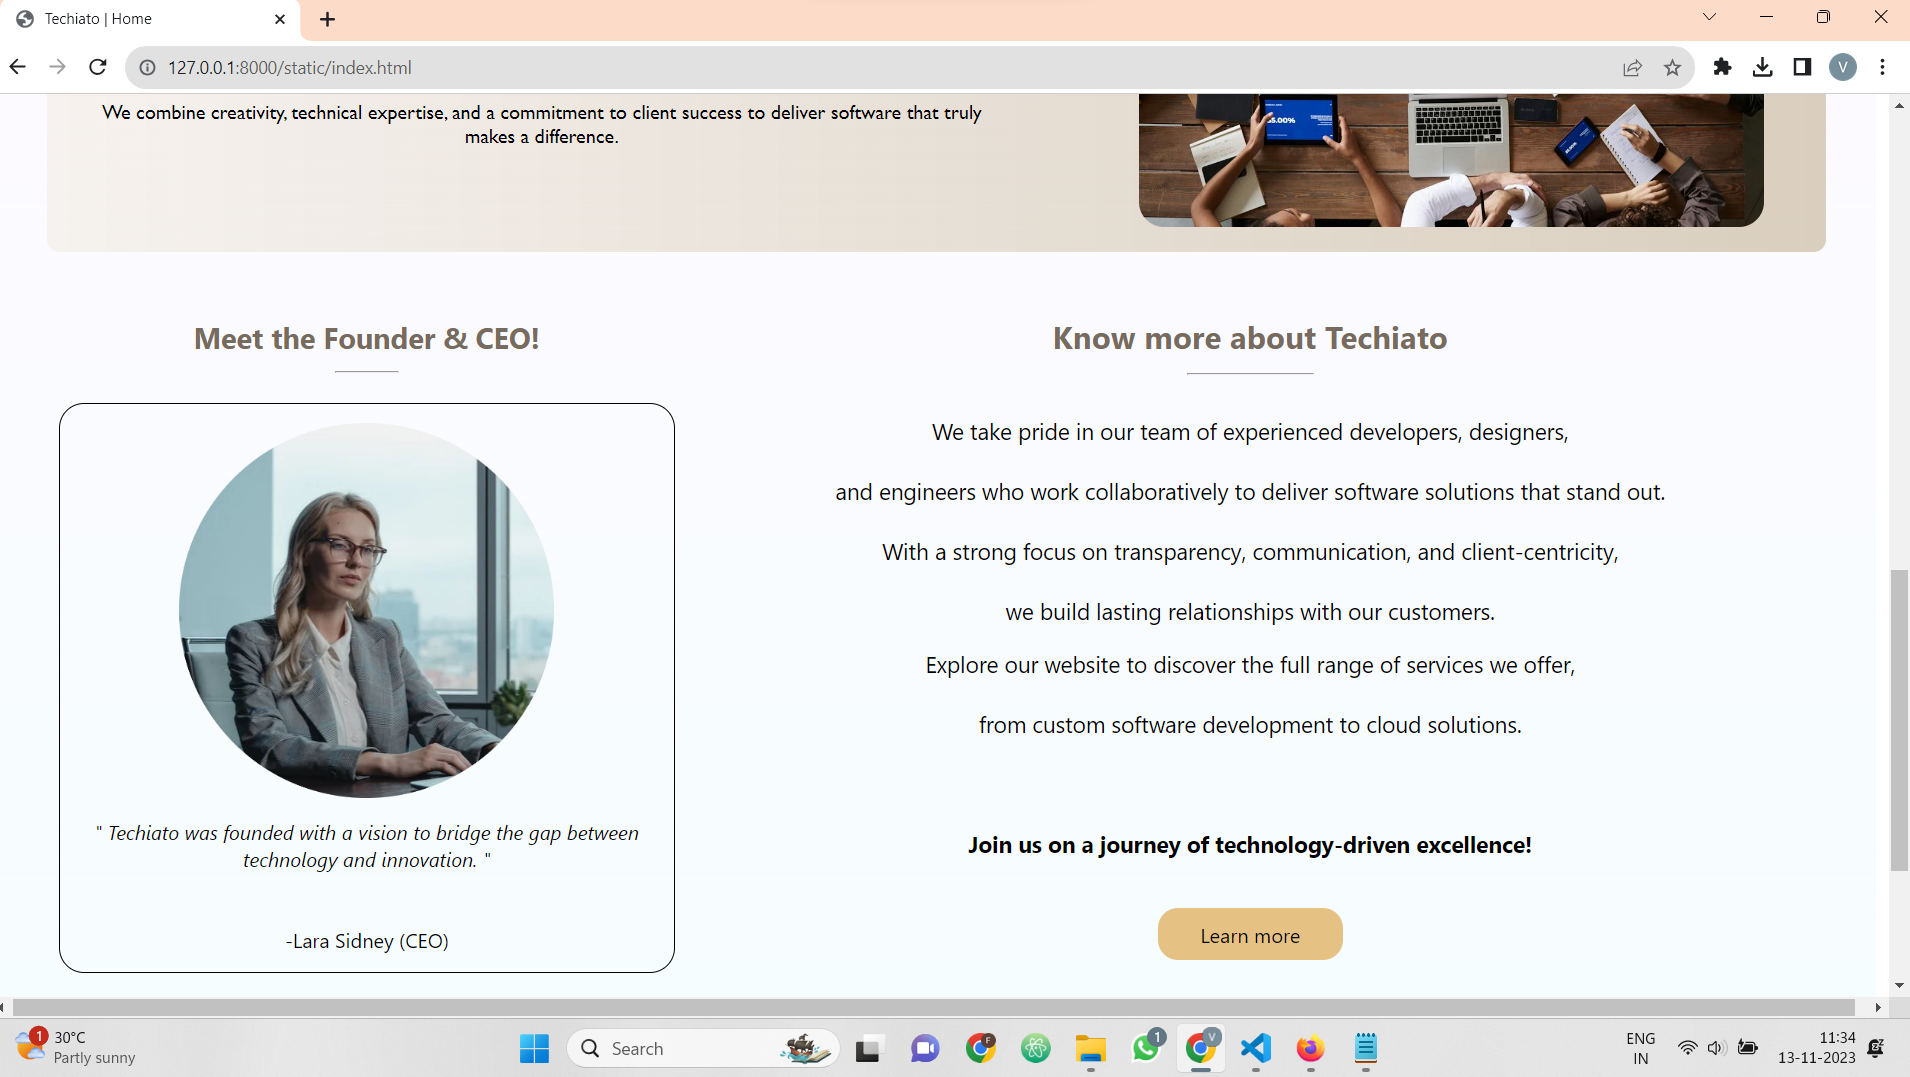 Techiato | Home
127.0.0.1:8000/static/index.html
V
We combine creativity, technical expertise, and a commitment to client success to deliver software that truly
makes a difference.
Meet the Founder & CEO!
" Techiato was founded with a vision to bridge the gap between
technology and innovation. "
-Lara Sidney (CEO)
Know more about Techiato
We take pride in our team of experienced developers, designers,
and engineers who work collaboratively to deliver software solutions that stand out.
With a strong focus on transparency, communication, and client-centricity,
we build lasting relationships with our customers.
Explore our website to discover the full range of services we offer,
from custom software development to cloud solutions.
Join us on a journey of technology-driven excellence!
Learn more
1
30°C
Partly sunny
Search
F
1
V
ENG
IN
11:34
13-11-2023